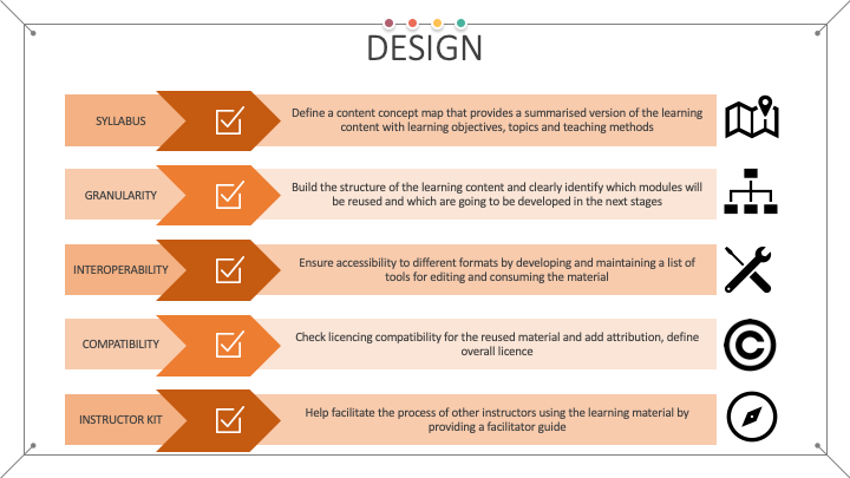 DESIGN
SYLLABUS
Define a content concept map that provides a summarised version of the learning
content with learning objectives, topics and teaching methods
GRANULARITY
Build the structure of the learning content and clearly identify which modules will
be reused and which are going to be developed in the next stages
INTEROPERABILITY
Ensure accessibility to different formats by developing and maintaining a list of
tools for editing and consuming the material
COMPATIBILITY
Check licencing compatibility for the reused material and add attribution, define
overall licence
INSTRUCTOR KIT
Help facilitate the process of other instructors using the learning material by
providing a facilitator guide